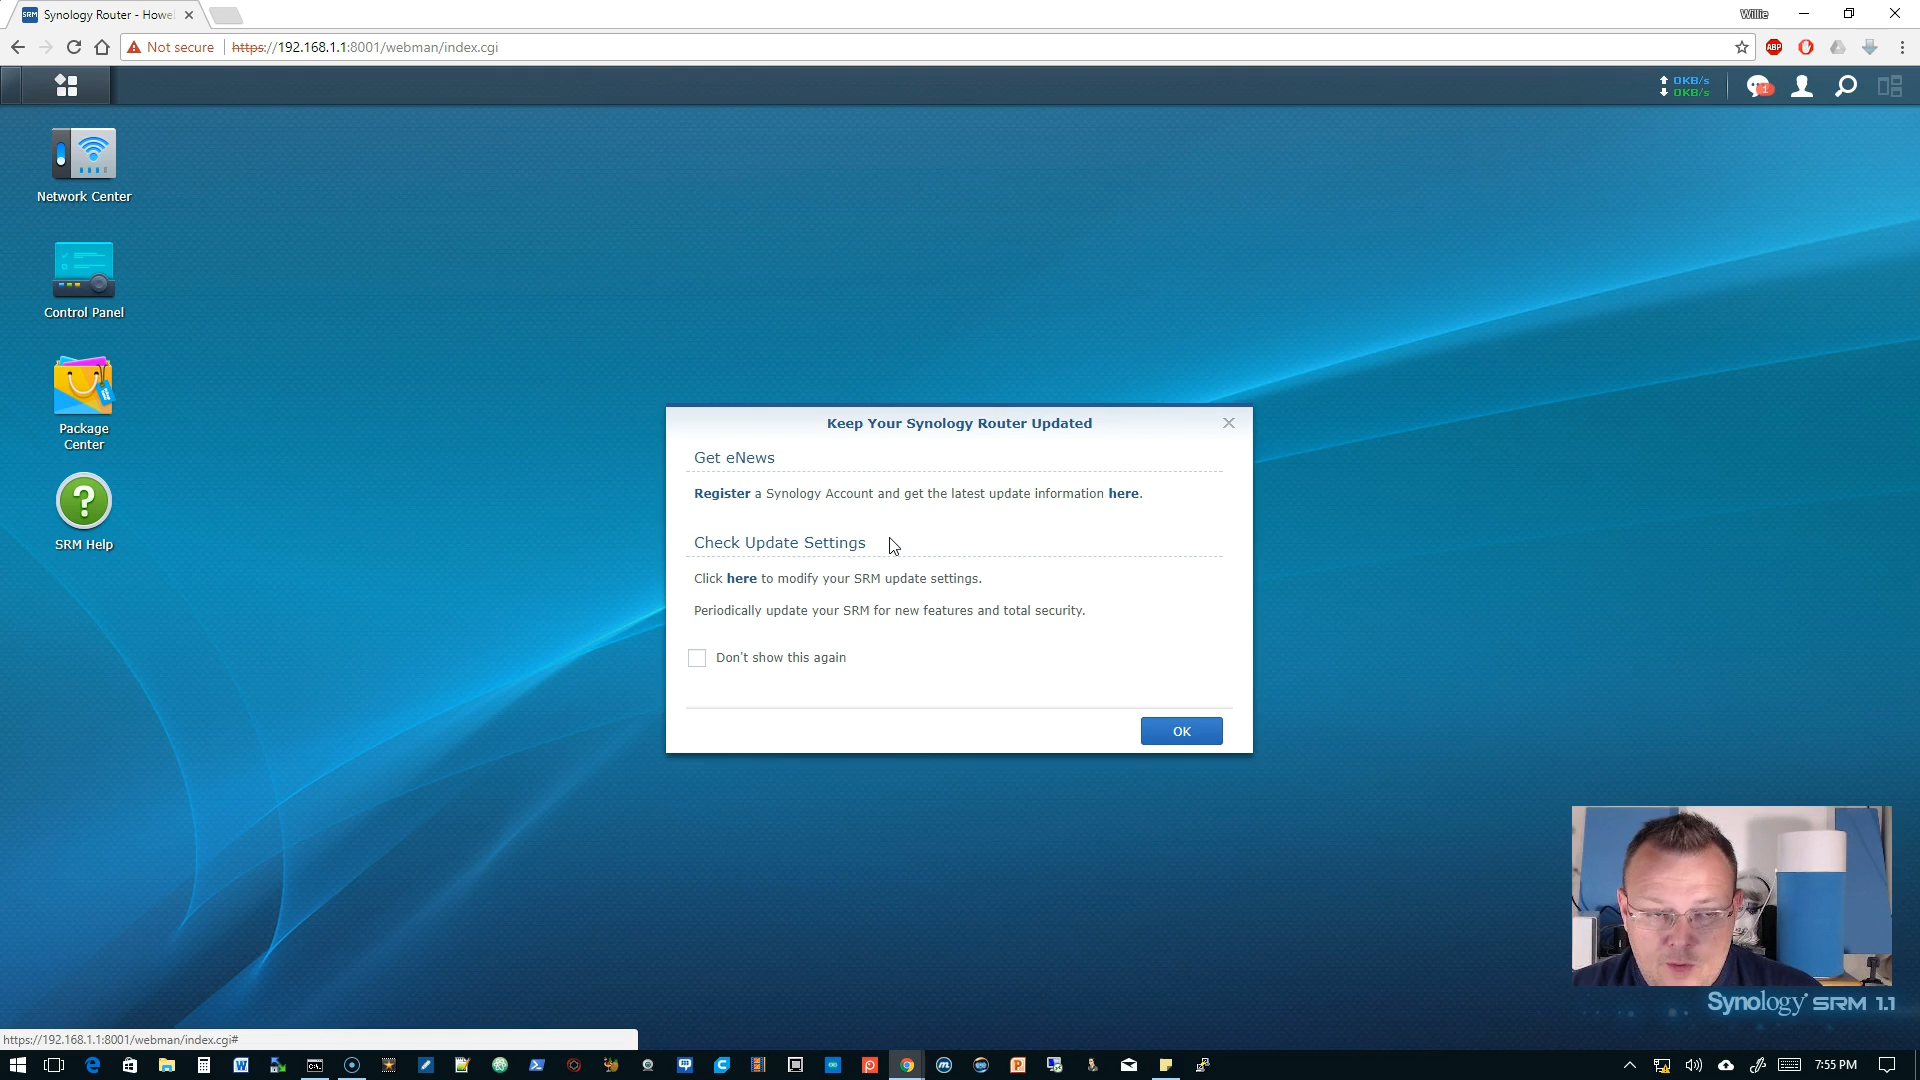 SRM Synology Router - Howe
Willie
Not secure https://192.168.1.1:8001/webman/index.cgi
ABP
0KB/s
0KB/s
1
Network Center
Control Panel
Package
Center
SRM Help
Keep Your Synology Router Updated
Get eNews
Register a Synology Account and get the latest update information here.
Check Update Settings
Click here to modify your SRM update settings.
Periodically update your SRM for new features and total security.
Don't show this again
OK
Synology SRM 1.1
https://192.168.1.1:8001/webman/index.cgi#
7:55 PM